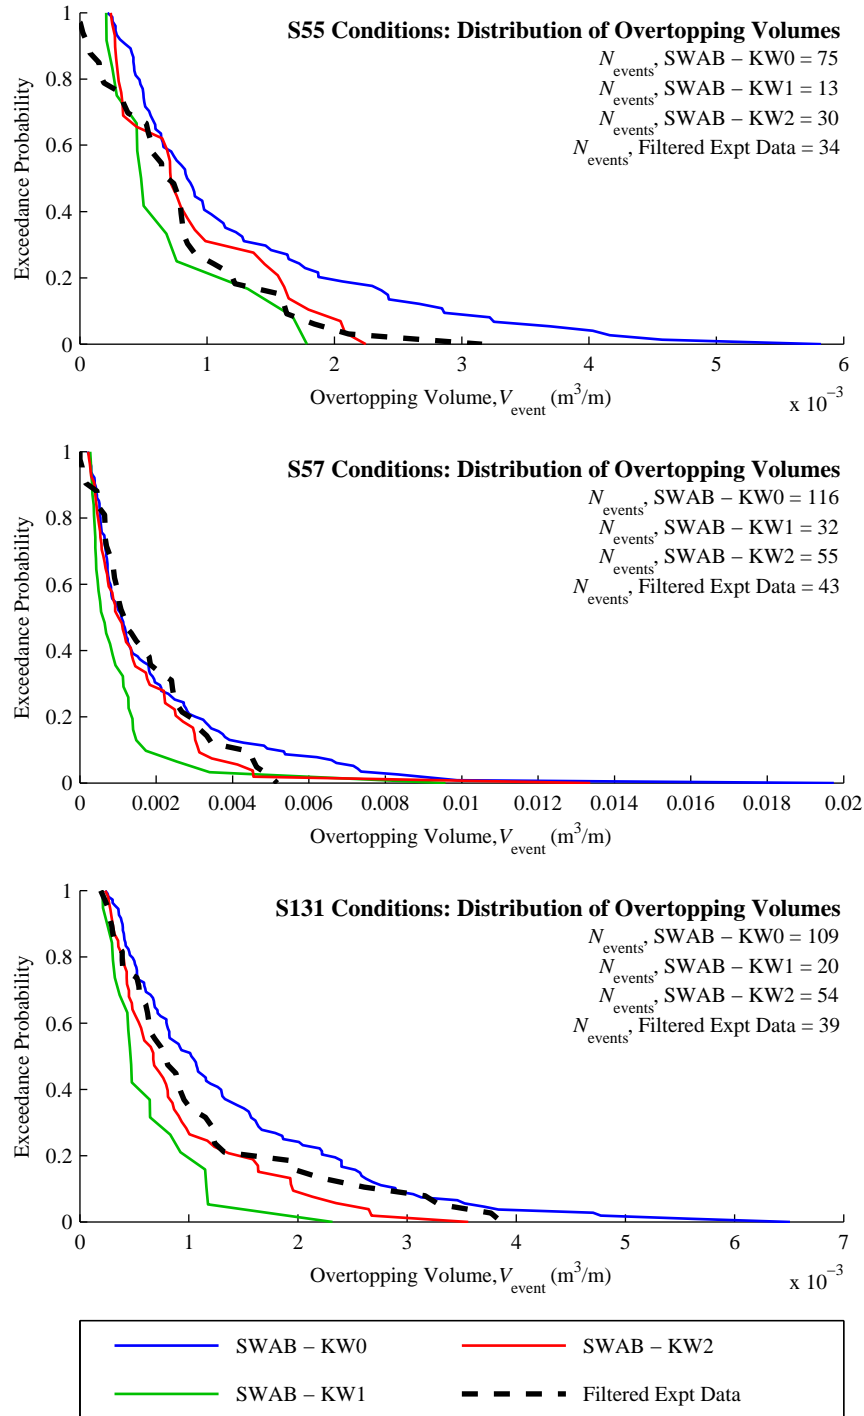 S55 Conditions: Distribution of Overtopping Volumes
N_events, SWAB – KW0 = 75
N_events, SWAB – KW1 = 13
N_events, SWAB – KW2 = 30
N_events, Filtered Expt Data = 34
Exceedance Probability
1
0.8
0.6
0.4
0.2
0
0 1 2 3 4 5 6
x 10^-3
Overtopping Volume, V_event (m^3/m)
S57 Conditions: Distribution of Overtopping Volumes
N_events, SWAB – KW0 = 116
N_events, SWAB – KW1 = 32
N_events, SWAB – KW2 = 55
N_events, Filtered Expt Data = 43
Exceedance Probability
1
0.8
0.6
0.4
0.2
0
0 0.002 0.004 0.006 0.008 0.01 0.012 0.014 0.016 0.018 0.02
Overtopping Volume, V_event (m^3/m)
S131 Conditions: Distribution of Overtopping Volumes
N_events, SWAB – KW0 = 109
N_events, SWAB – KW1 = 20
N_events, SWAB – KW2 = 54
N_events, Filtered Expt Data = 39
Exceedance Probability
1
0.8
0.6
0.4
0.2
0
0 1 2 3 4 5 6 7
x 10^-3
Overtopping Volume, V_event (m^3/m)
SWAB – KW0 SWAB – KW2
SWAB – KW1 Filtered Expt Data